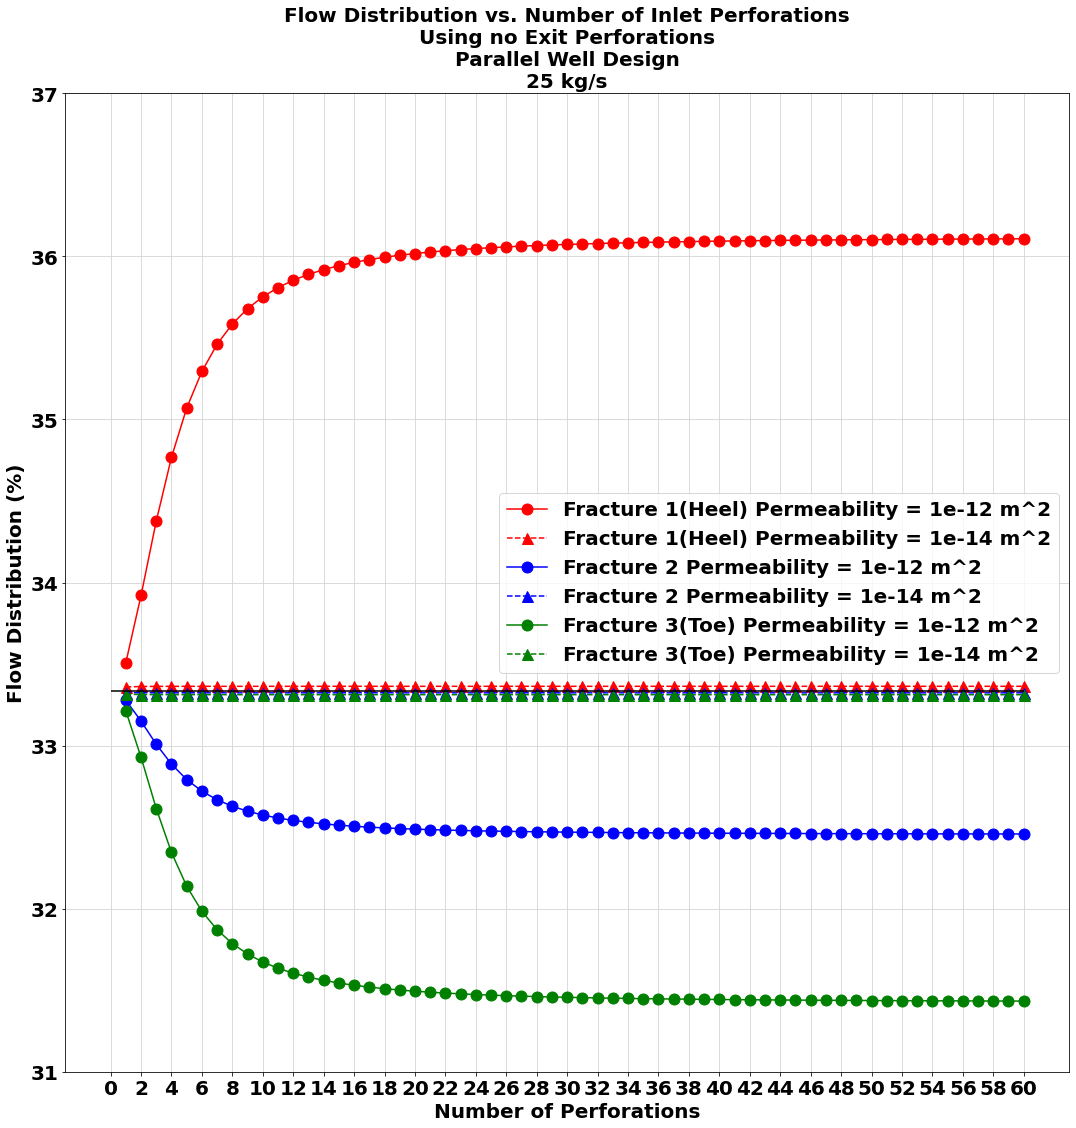 Flow Distribution vs. Number of Inlet Perforations
Using no Exit Perforations
Parallel Well Design
25 kg/s
37
36
35
34
33
32
31
Flow Distribution (%)
Fracture 1(Heel) Permeability = 1e-12 m^2
Fracture 1(Heel) Permeability = 1e-14 m^2
Fracture 2 Permeability = 1e-12 m^2
Fracture 2 Permeability = 1e-14 m^2
Fracture 3(Toe) Permeability = 1e-12 m^2
Fracture 3(Toe) Permeability = 1e-14 m^2
0 2 4 6 8 10 12 14 16 18 20 22 24 26 28 30 32 34 36 38 40 42 44 46 48 50 52 54 56 58 60
Number of Perforations